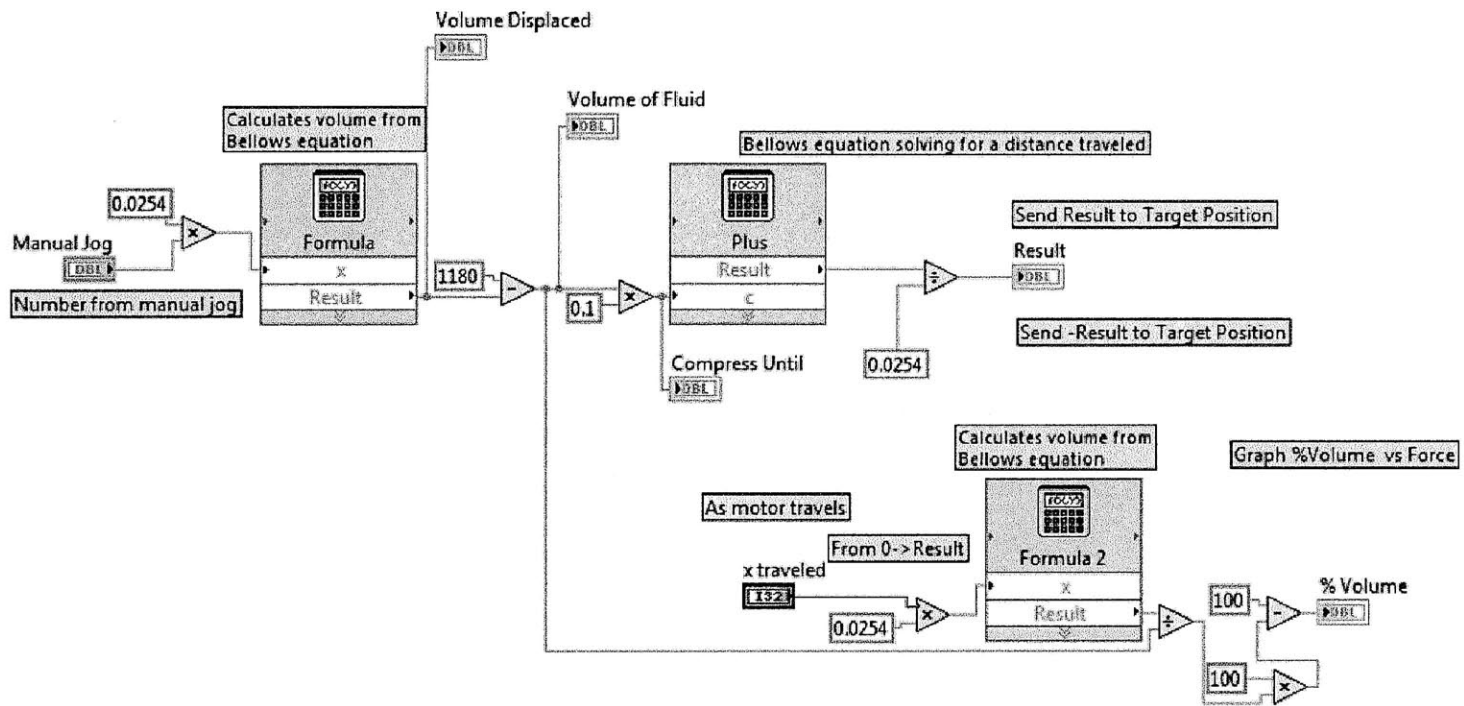 Volume Displaced
DBL
Volume of Fluid
DBL
Calculates volume from
Bellows equation
Bellows equation solving for a distance traveled
0.0254
Manual Jog
DBL
Number from manual jog
Formula
x
Result
1180
0.1
Plus
Result
c
Compress Until
DBL
Send Result to Target Position
Result
DBL
Send -Result to Target Position
0.0254
Calculates volume from
Bellows equation
Graph %Volume vs Force
As motor travels
From 0->Result
x traveled
I32
0.0254
Formula 2
x
Result
100
% Volume
DBL
100